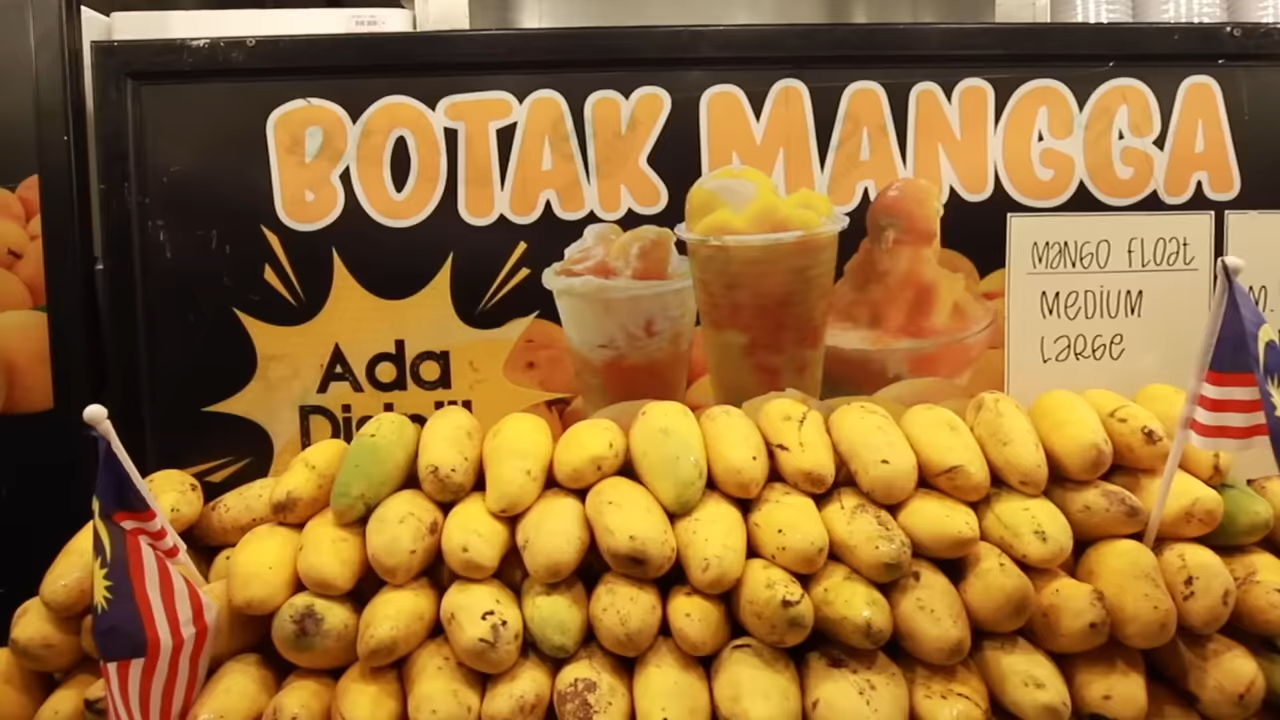 BOTAK MANGGA
Ada
MANGO FLOAT
MEDIUM
LARGE
M.